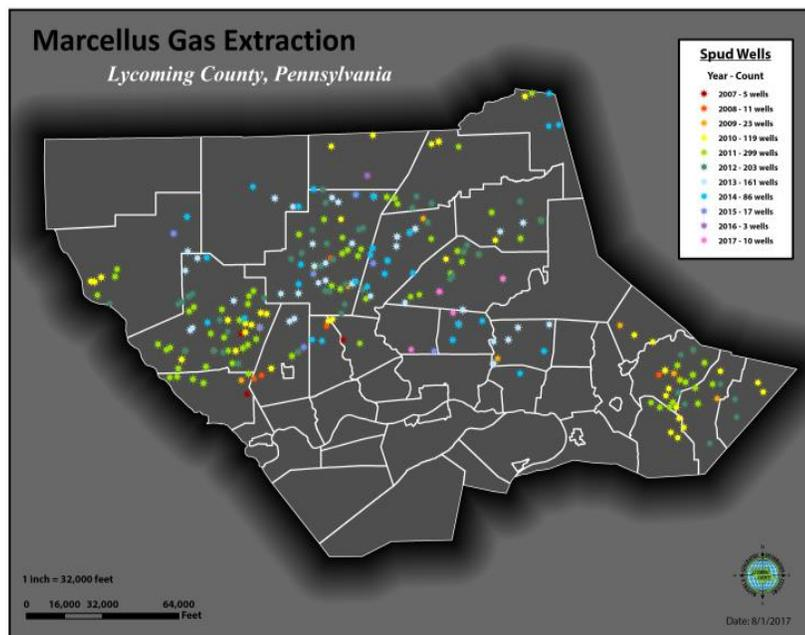 Marcellus Gas Extraction
Lycoming County, Pennsylvania
Spud Wells
Year - Count
2007 - 5 wells
2008 - 11 wells
2009 - 23 wells
2010 - 119 wells
2011 - 299 wells
2012 - 203 wells
2013 - 161 wells
2014 - 86 wells
2015 - 17 wells
2016 - 3 wells
2017 - 10 wells
1 inch = 32,000 feet
0 16,000 32,000 64,000
Feet
Date: 8/1/2017